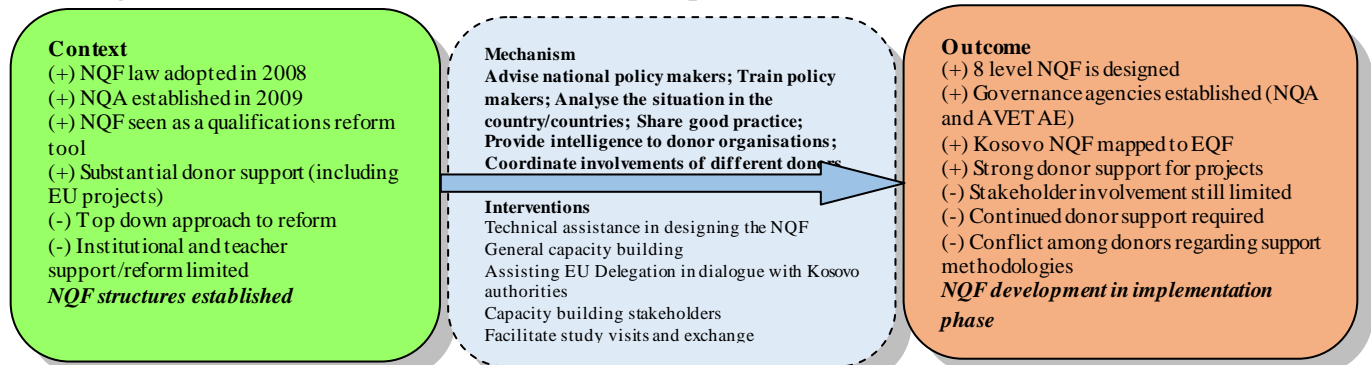 Context
(+) NQF law adopted in 2008
(+) NQA established in 2009
(+) NQF seen as a qualifications reform
tool
(+) Substantial donor support (including
EU projects)
(-) Top down approach to reform
(-) Institutional and teacher
support/reform limited
NQF structures established
Mechanism
Advise national policy makers; Train policy
makers; Analyse the situation in the
country/countries; Share good practice;
Provide intelligence to donor organisations;
Coordinate involvements of different donors
Interventions
Technical assistance in designing the NQF
General capacity building
Assisting EU Delegation in dialogue with Kosovo
authorities
Capacity building stakeholders
Facilitate study visits and exchange
Outcome
(+) 8 level NQF is designed
(+) Governance agencies established (NQA
and AVETAE)
(+) Kosovo NQF mapped to EQF
(+) Strong donor support for projects
(-) Stakeholder involvement still limited
(-) Continued donor support required
(-) Conflict among donors regarding support
methodologies
NQF development in implementation
phase